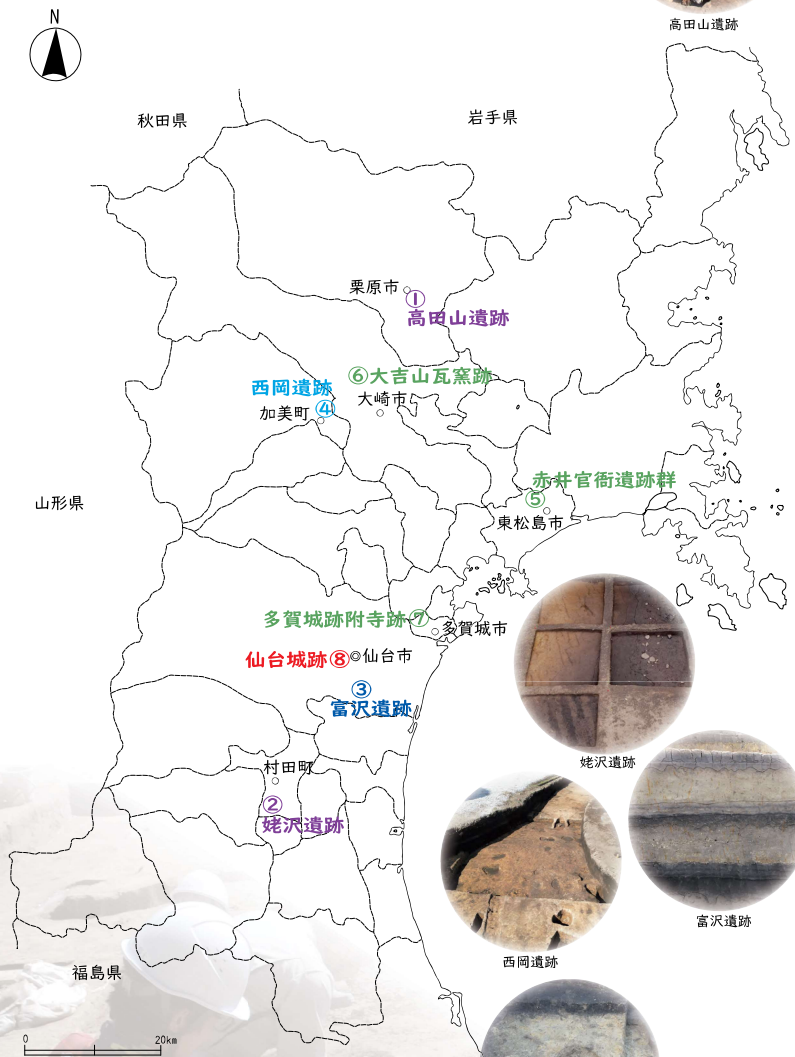 高田山遺跡
N
秋田県
岩手県
栗原市
①
高田山遺跡
⑥大吉山瓦窯跡
西岡遺跡
大崎市
加美町
④
赤井官衙遺跡群
⑤
山形県
東松島市
多賀城跡附寺跡⑦
多賀城市
仙台城跡⑧
仙台市
③
富沢遺跡
姥沢遺跡
村田町
②
姥沢遺跡
富沢遺跡
西岡遺跡
福島県
0
20km